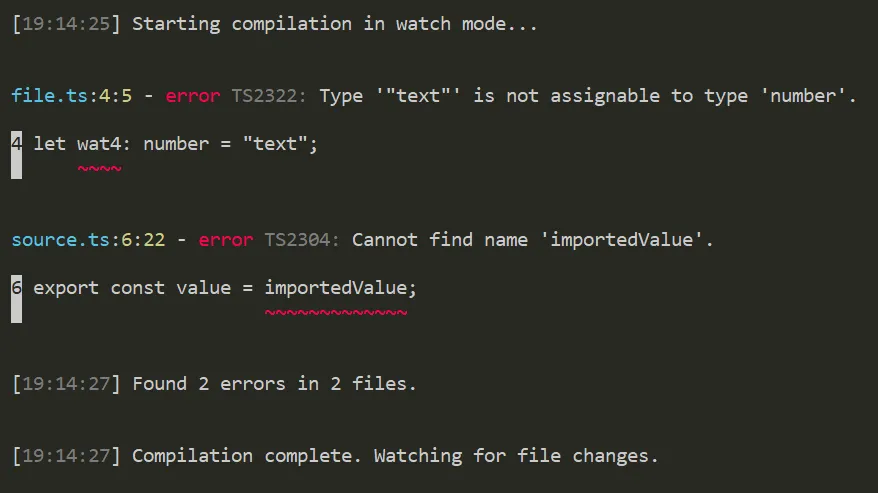 [19:14:25] Starting compilation in watch mode...
file.ts:4:5 - error TS2322: Type '"text"' is not assignable to type 'number'.
4 let wat4: number = "text";
~~~~
source.ts:6:22 - error TS2304: Cannot find name 'importedValue'.
6 export const value = importedValue;
~~~~~~~~~~~~~
[19:14:27] Found 2 errors in 2 files.
[19:14:27] Compilation complete. Watching for file changes.